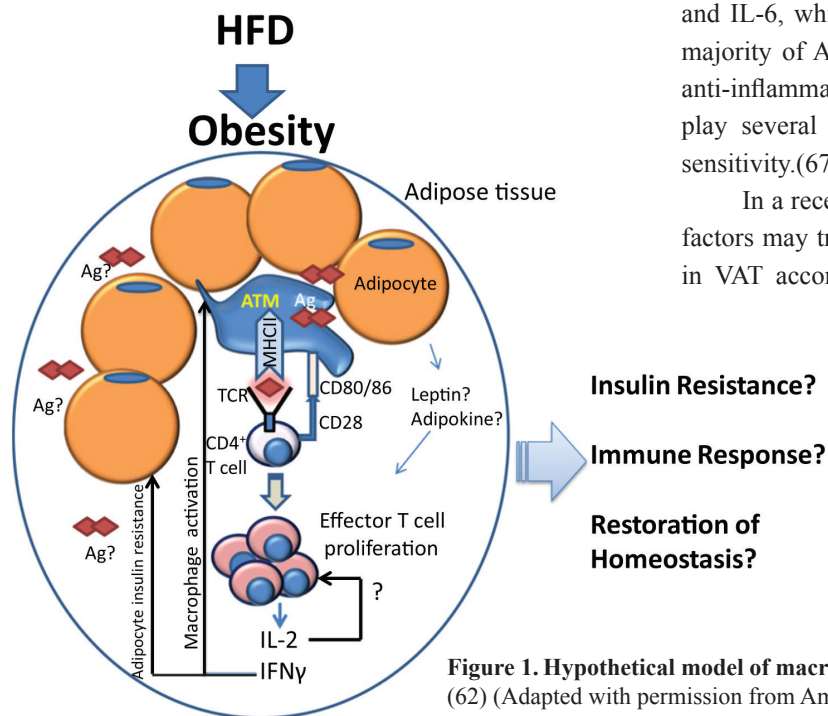 HFD
Obesity
Adipose tissue
Ag?
Adipocyte
ATM
Ag
MHCII
Ag?
TCR
CD80/86
CD28
CD4+
T cell
Leptin?
Adipokine?
Ag?
Adipocyte insulin resistance
Macrophage activation
Effector T cell
proliferation
?
IL-2
IFNγ
Insulin Resistance?
Immune Response?
Restoration of
Homeostasis?
and IL-6, wh
majority of A
anti-inflamma
play several
sensitivity.(67
In a rece
factors may tr
in VAT accor
Figure 1. Hypothetical model of macr
(62) (Adapted with permission from An